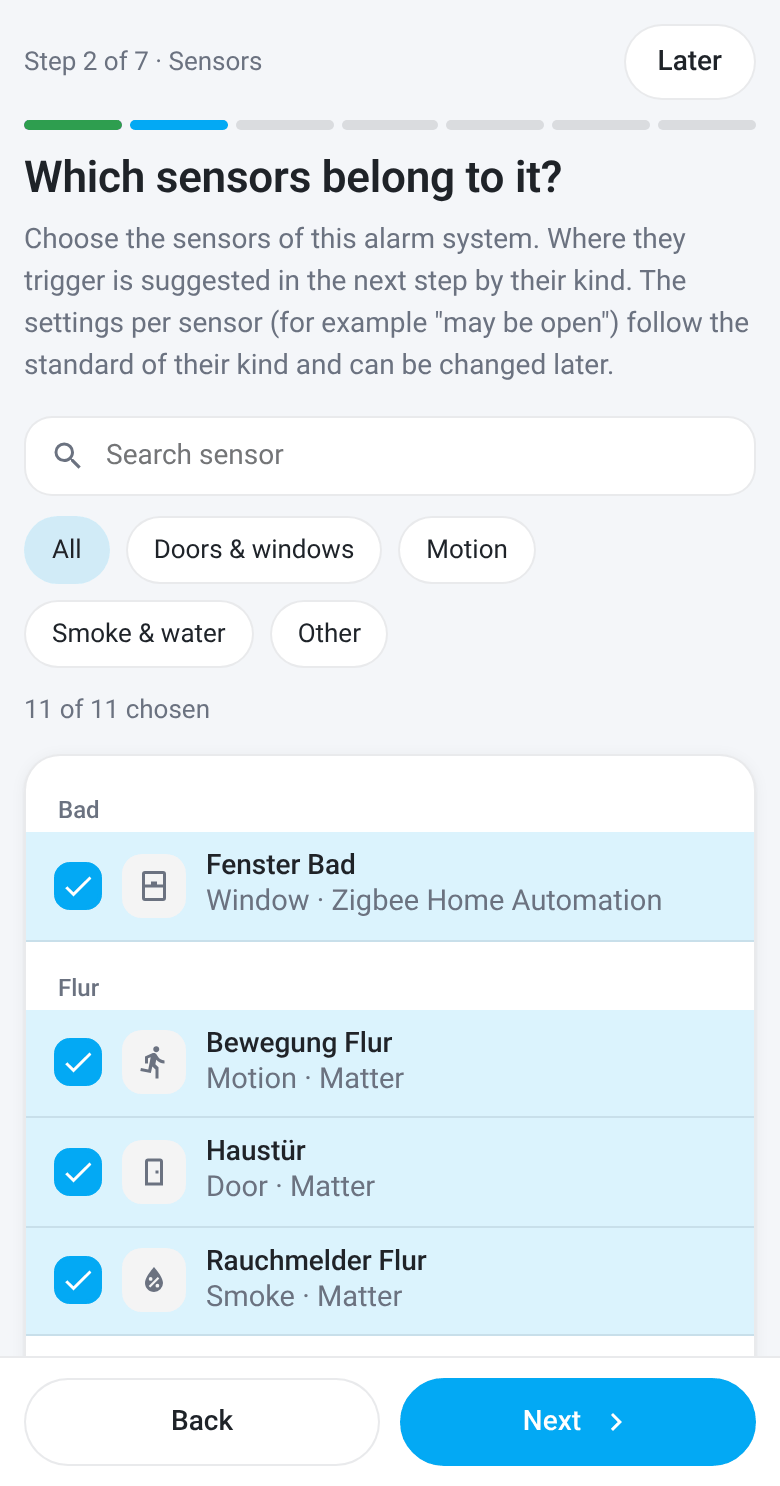 Step 2 of 7 · Sensors
Later
Which sensors belong to it?
Choose the sensors of this alarm system. Where they
trigger is suggested in the next step by their kind. The
settings per sensor (for example "may be open") follow the
standard of their kind and can be changed later.
Search sensor
All
Doors & windows
Motion
Smoke & water
Other
11 of 11 chosen
Bad
Fenster Bad
Window · Zigbee Home Automation
Flur
Bewegung Flur
Motion · Matter
Haustür
Door · Matter
Rauchmelder Flur
Smoke · Matter
Back
Next